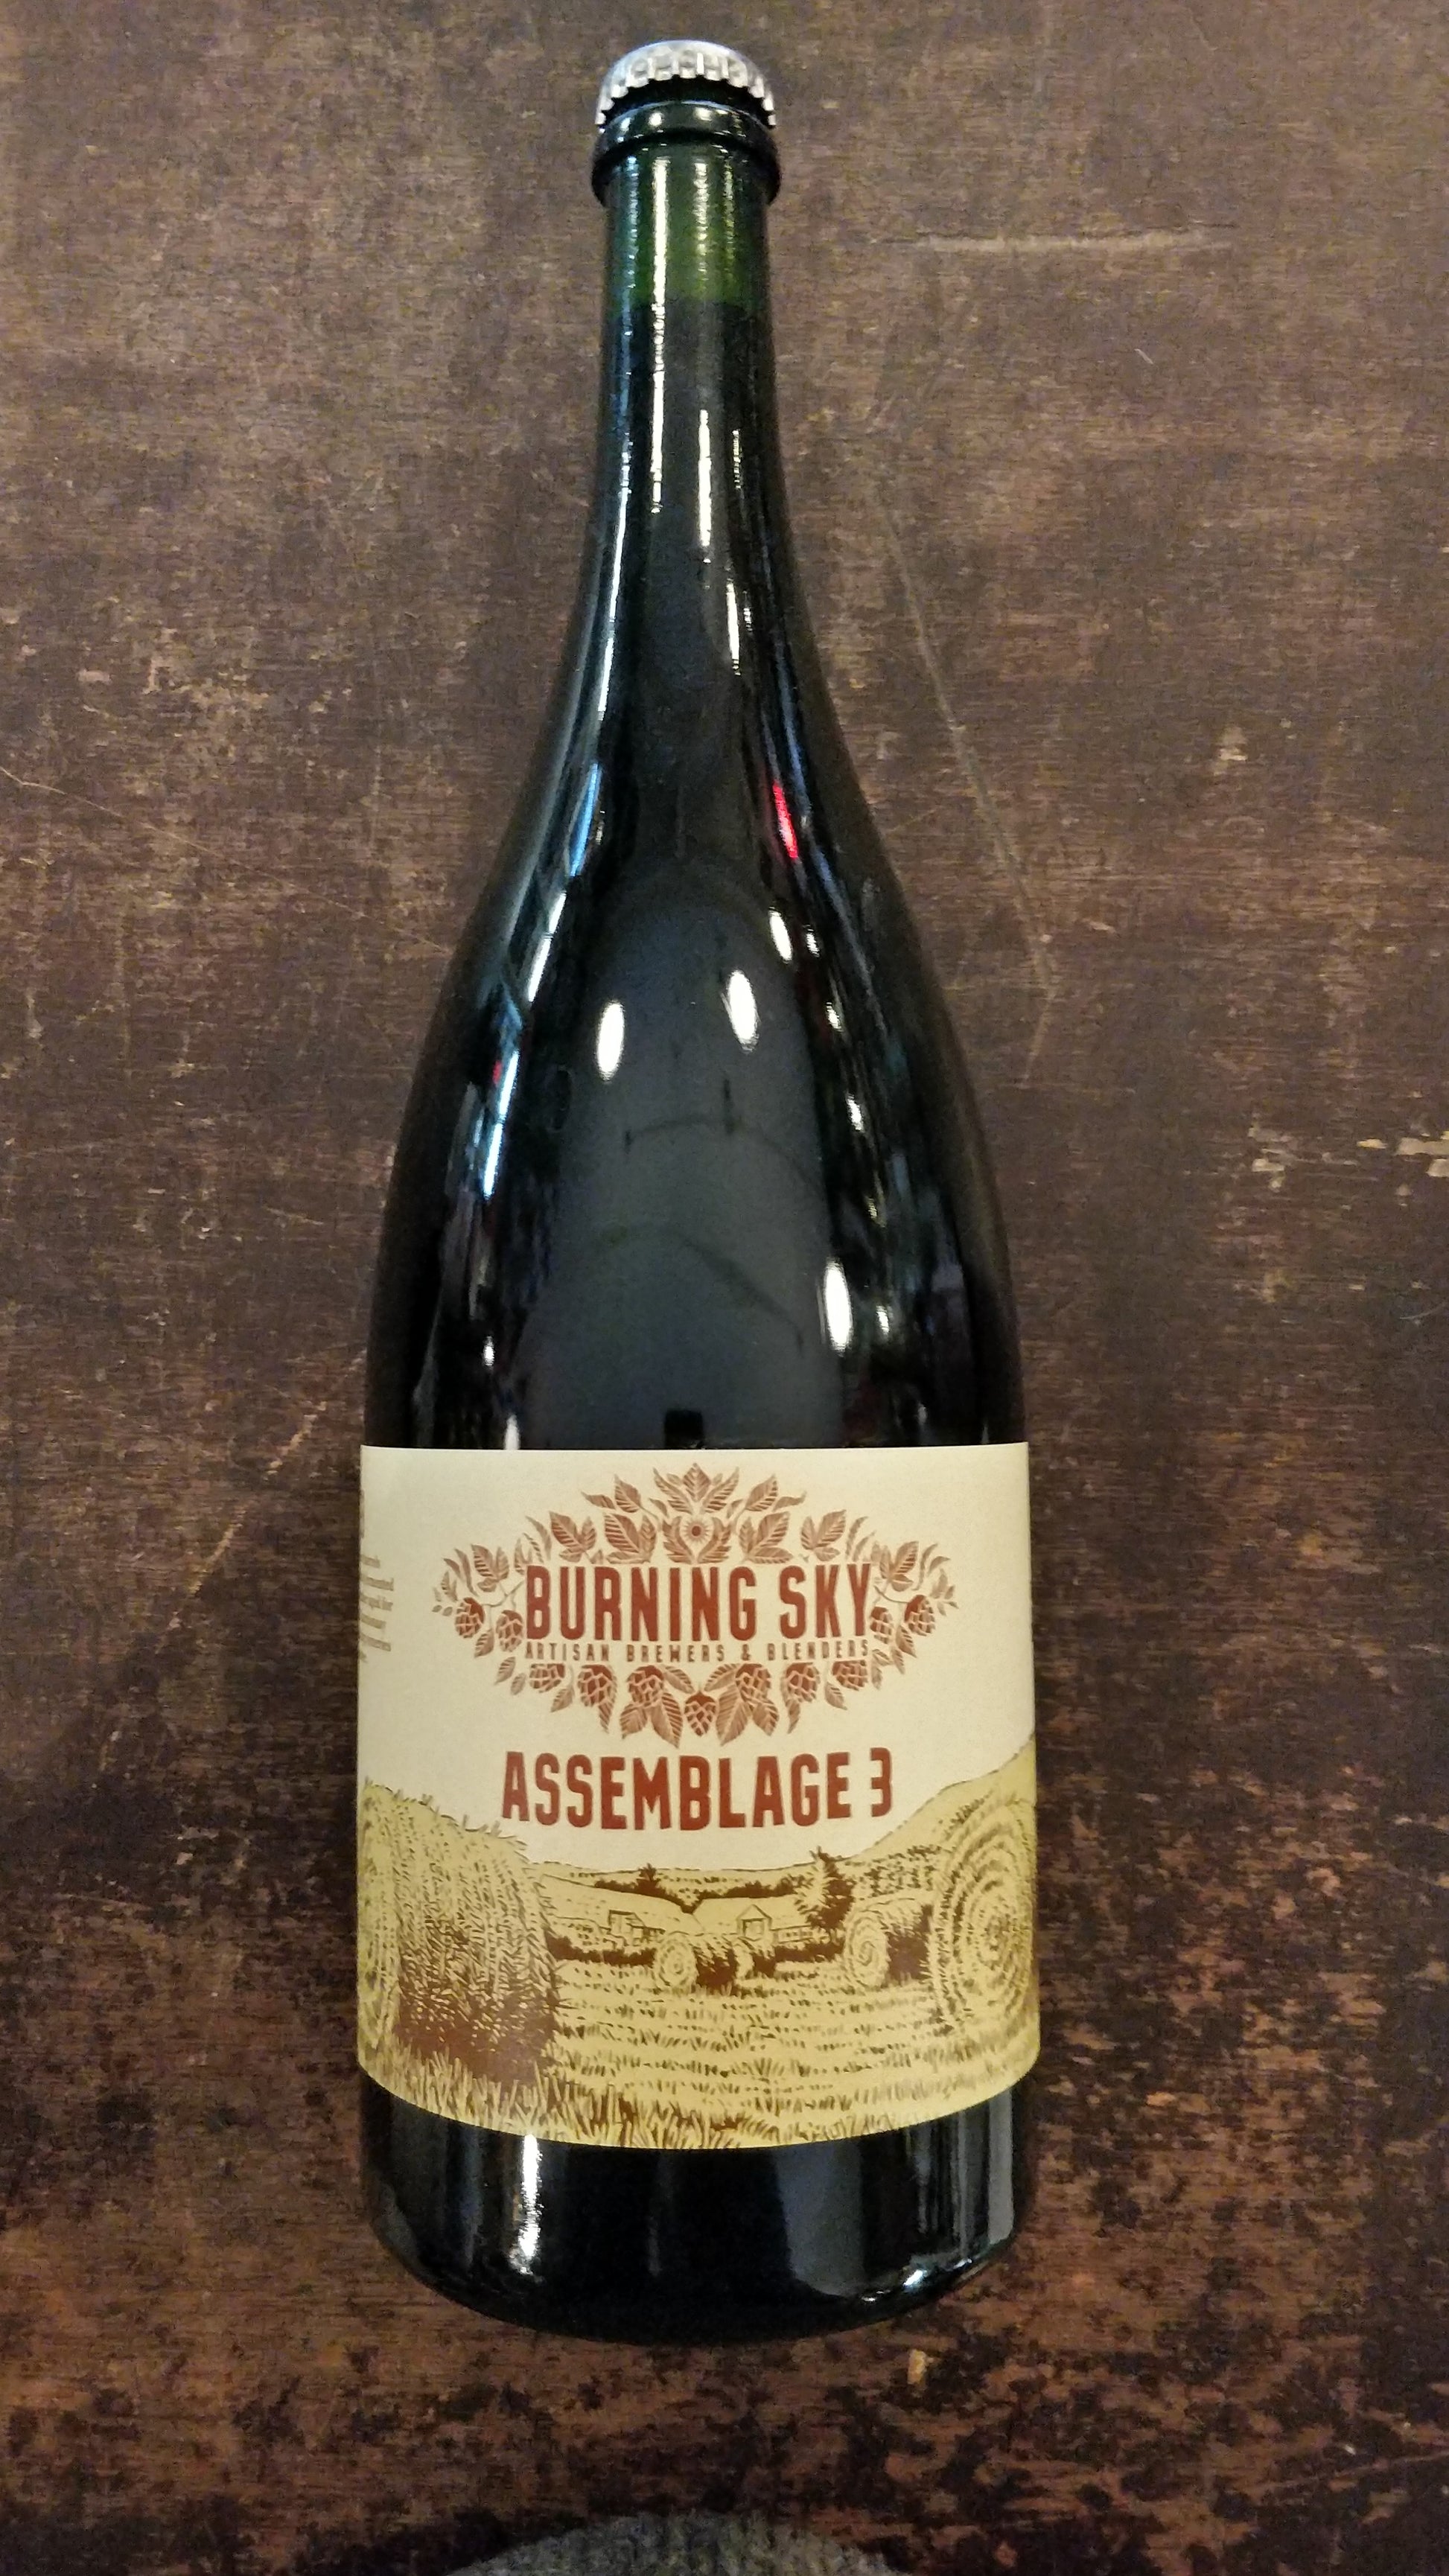 BURNING SKY
ARTISAN BREWERS & BLENDERS
ASSEMBLAGE 3